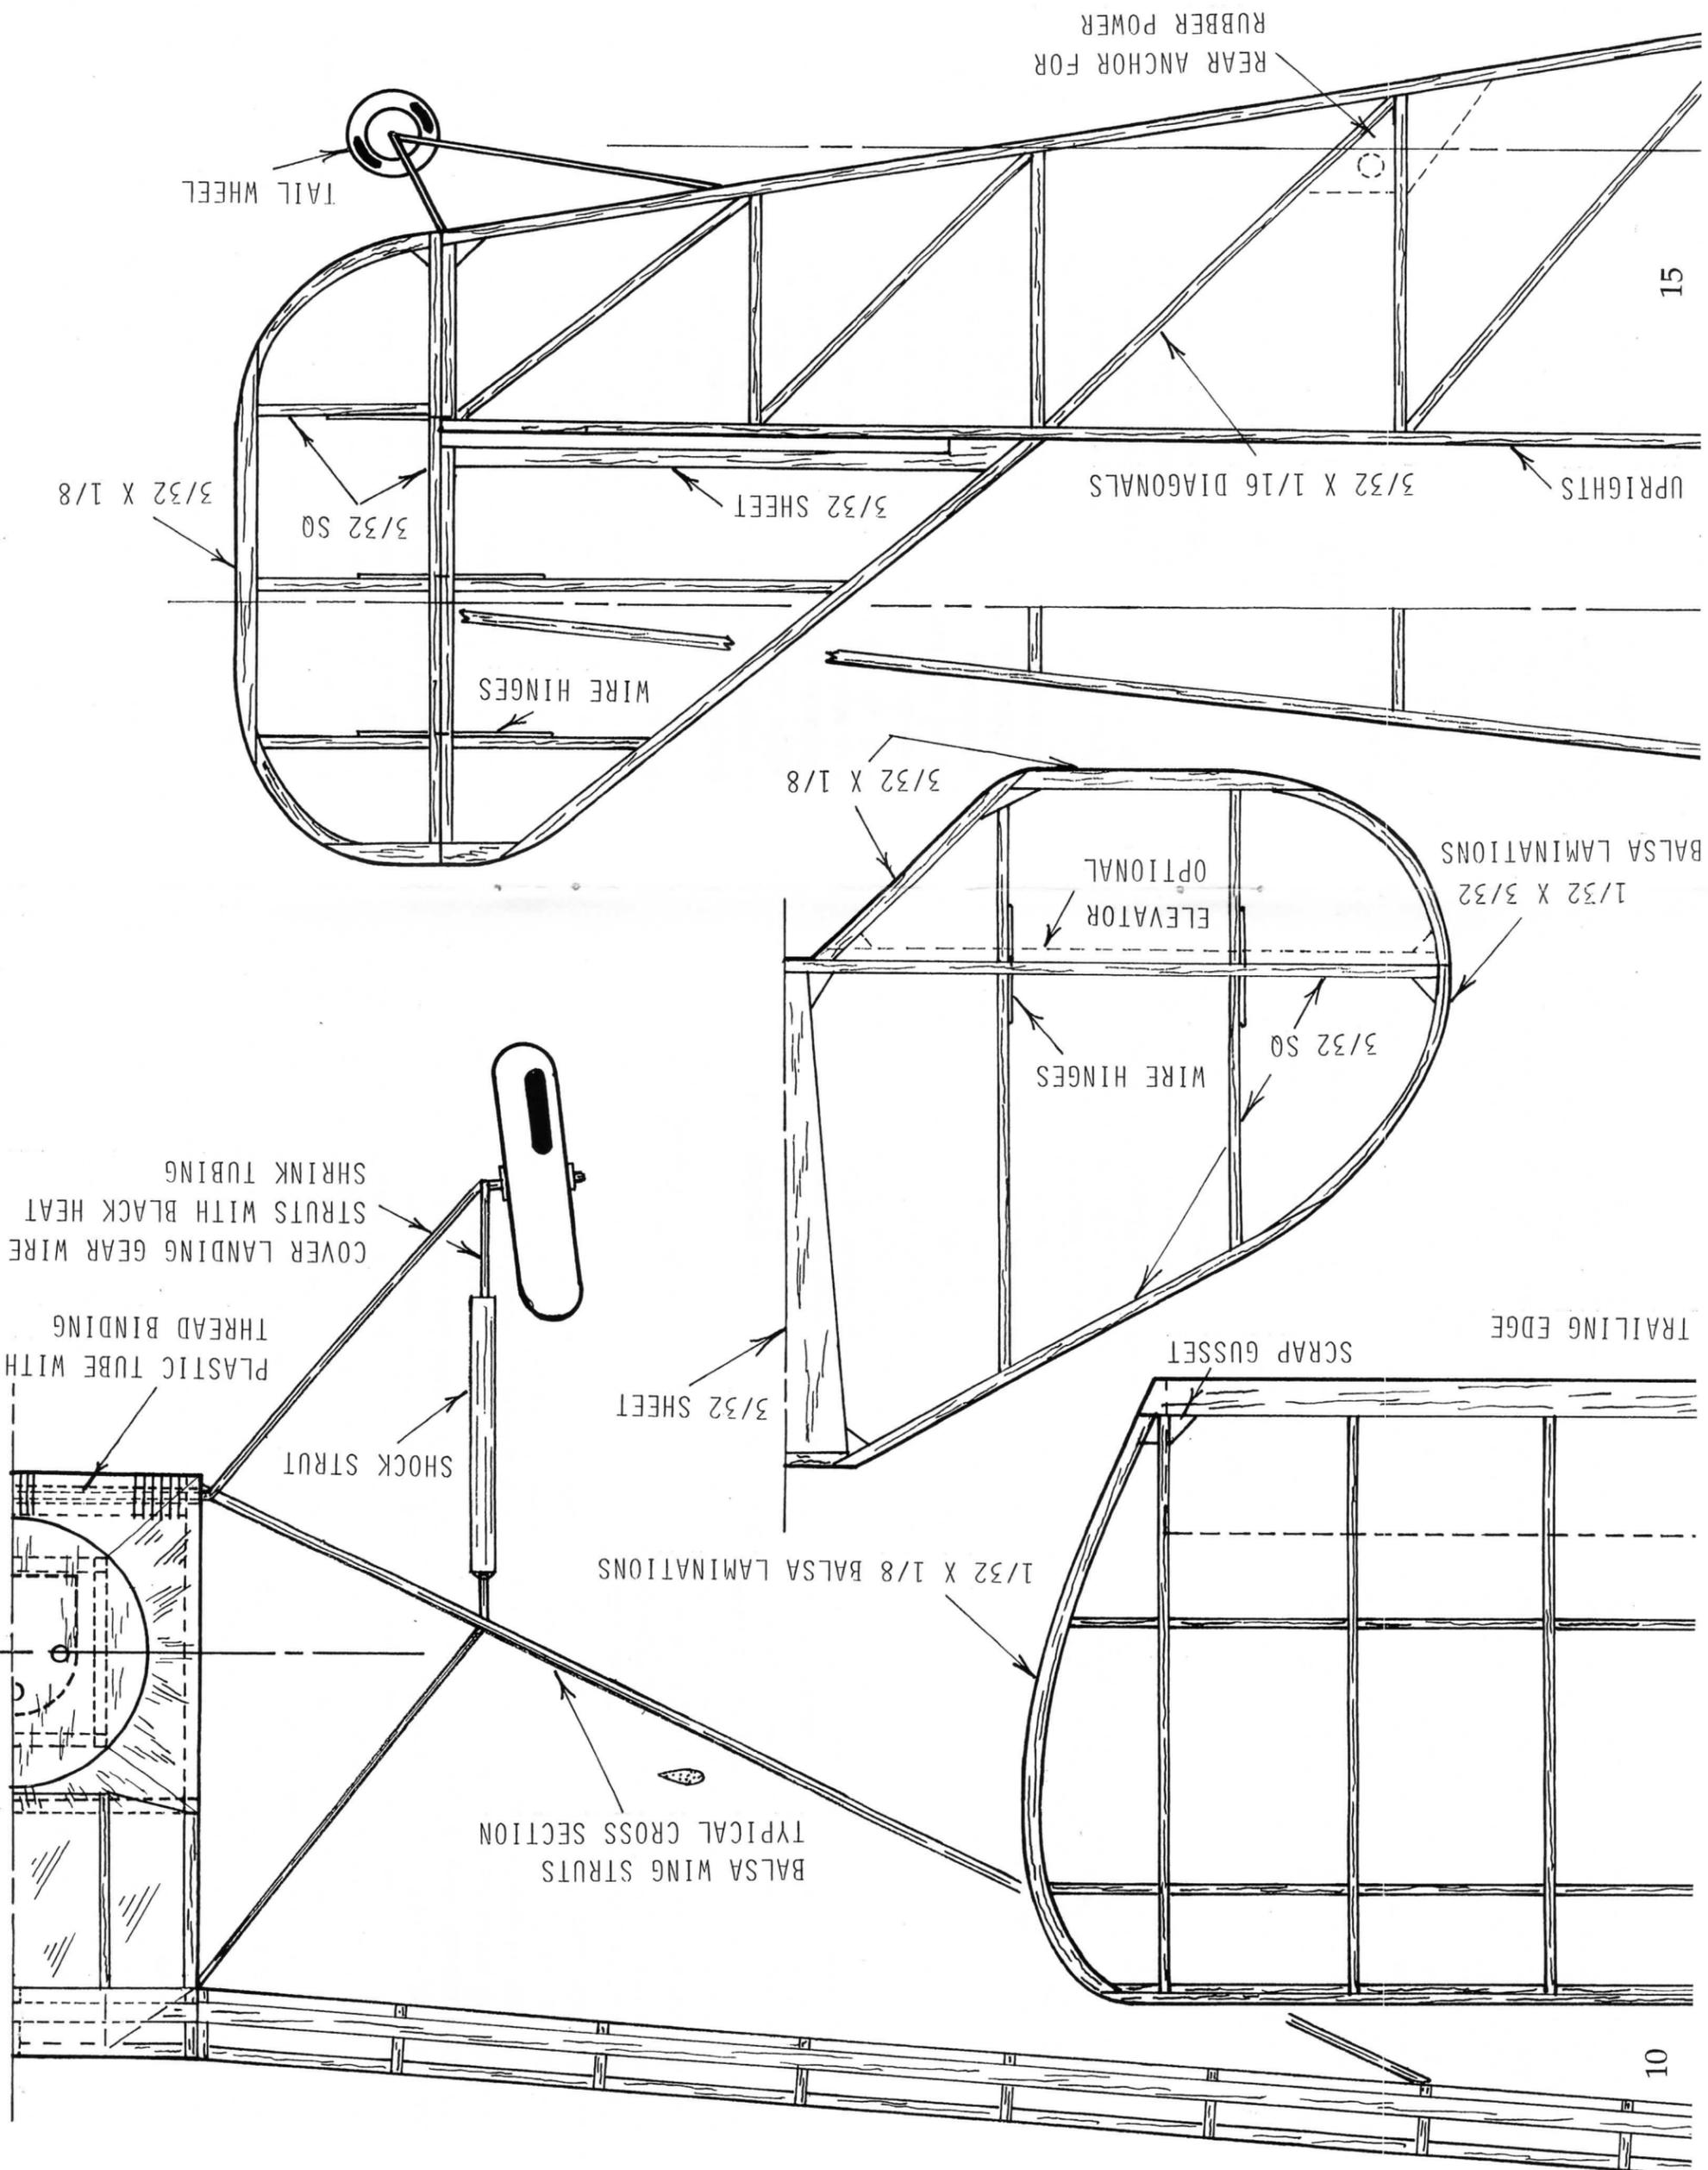 10
BALSA WING STRUTS
TYPICAL CROSS SECTION
1/32 X 1/8 BALSA LAMINATIONS
SHOCK STRUT
PLASTIC TUBE WITH
THREAD BINDING
SCRAP GUSSET
TRAILING EDGE
3/32 SHEET
COVER LANDING GEAR WIRE
STRUTS WITH BLACK HEAT
SHRINK TUBING
3/32 SQ
WIRE HINGES
ELEVATOR
OPTIONAL
1/32 X 3/32
BALSA LAMINATIONS
3/32 X 1/8
WIRE HINGES
UPRIGHTS
3/32 X 1/16 DIAGONALS
3/32 SHEET
3/32 SQ
3/32 X 1/8
15
TAIL WHEEL
REAR ANCHOR FOR
RUBBER POWER